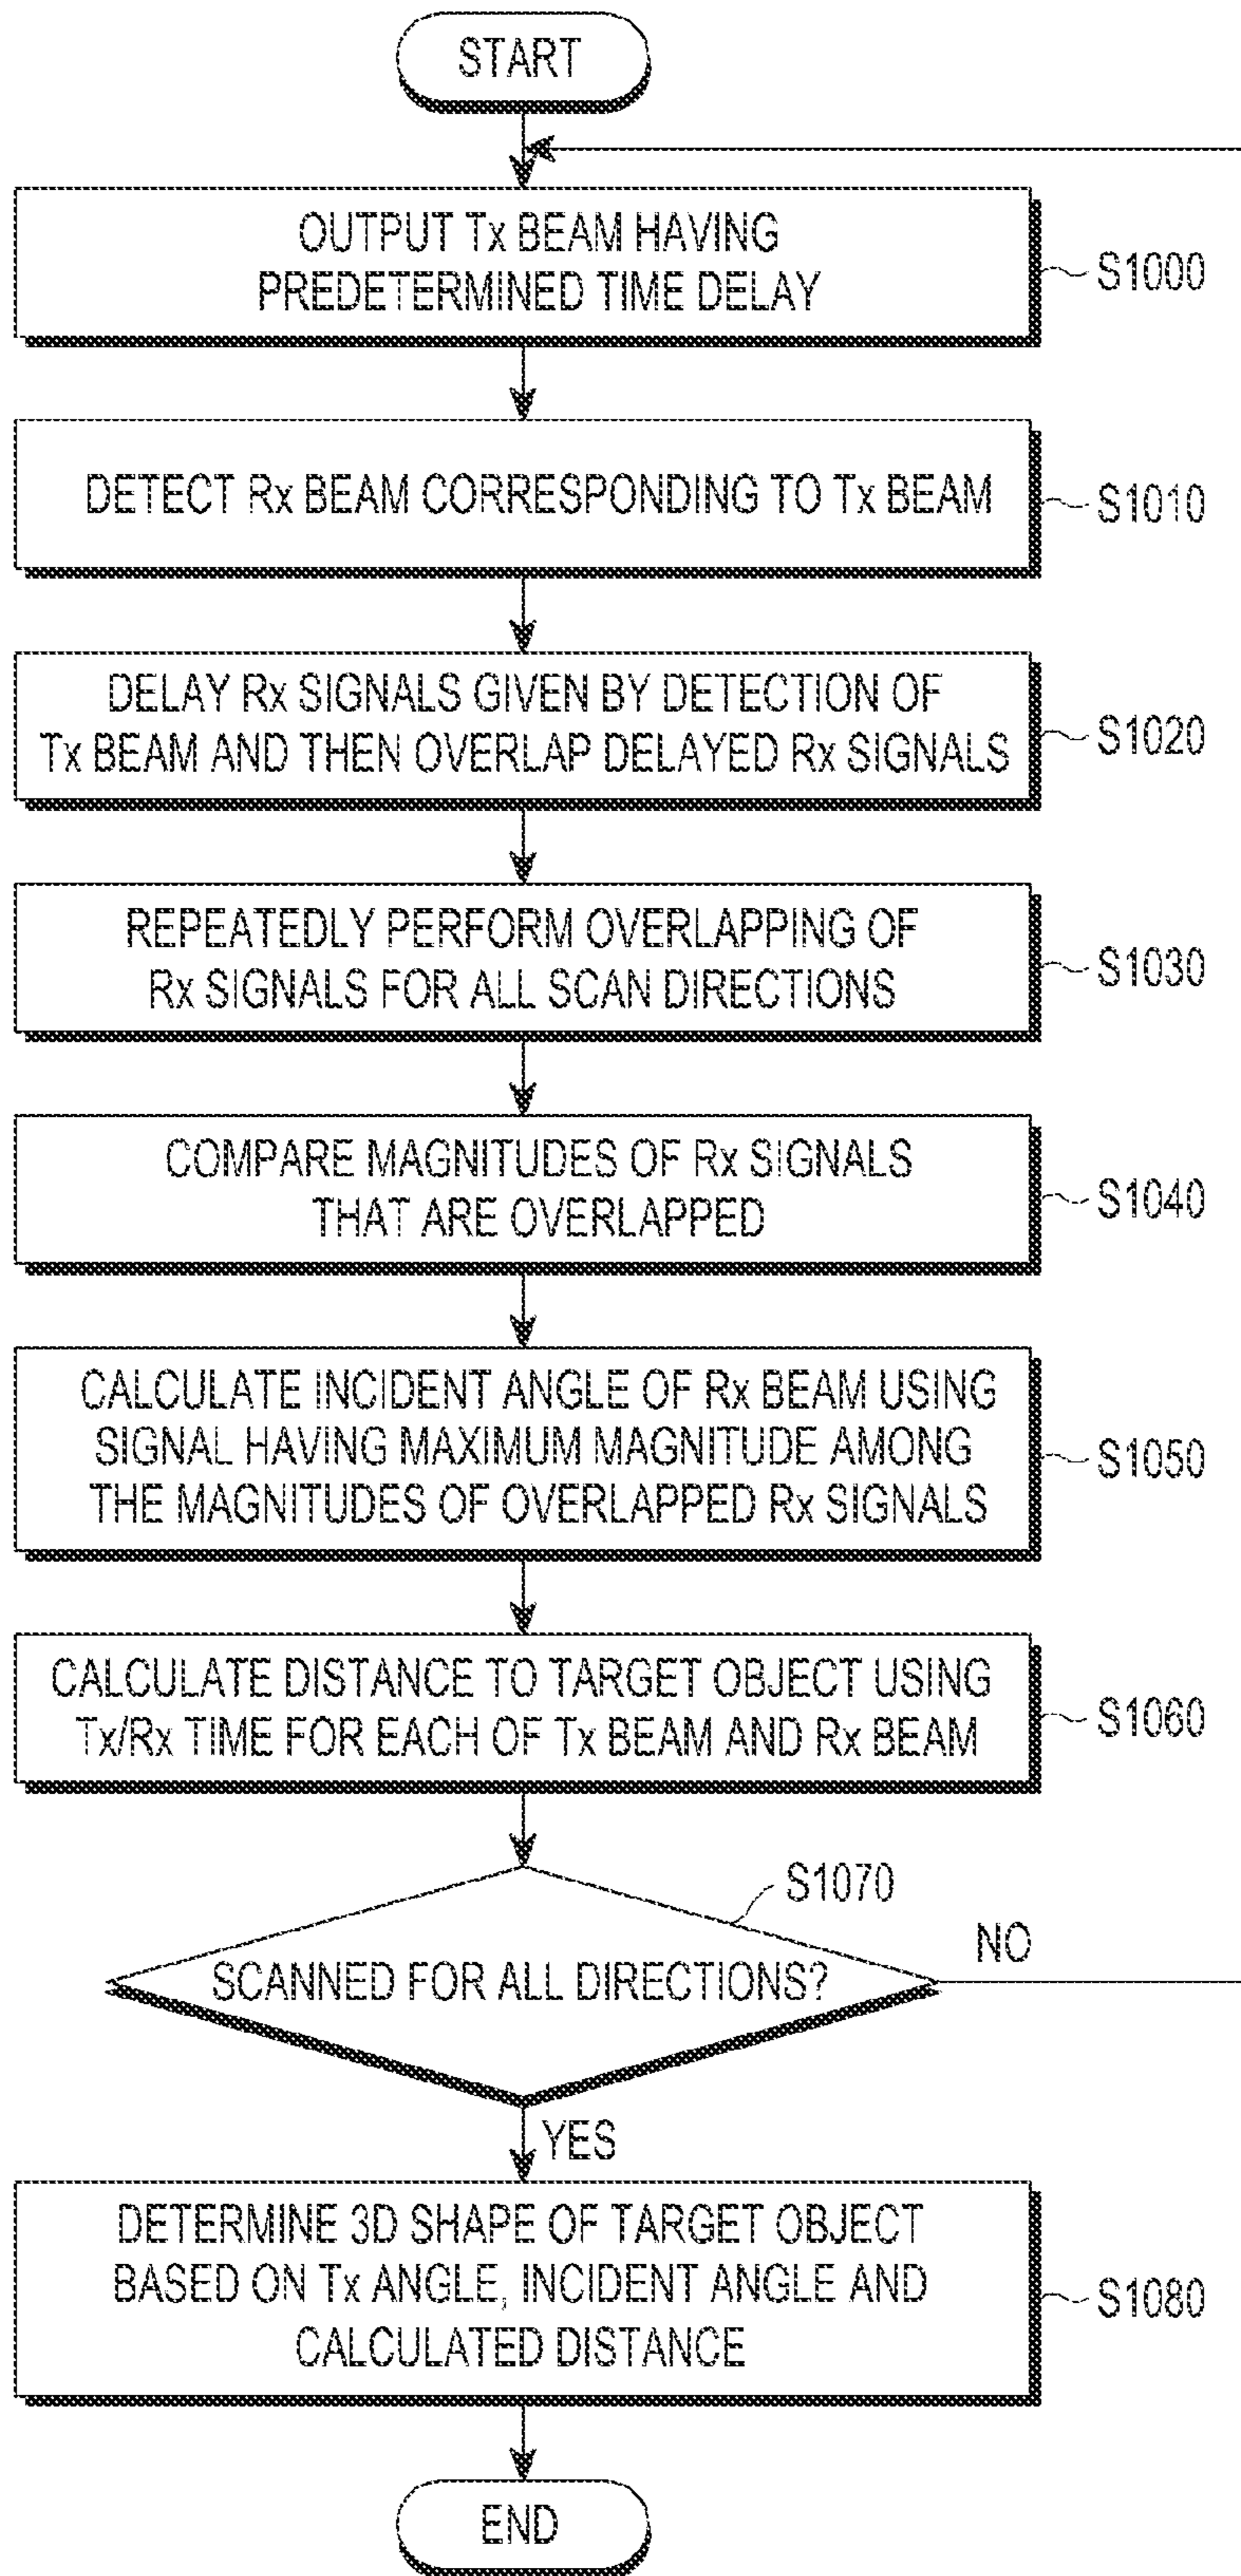 START
OUTPUT Tx BEAM HAVING
PREDETERMINED TIME DELAY
S1000
DETECT Rx BEAM CORRESPONDING TO Tx BEAM
S1010
DELAY Rx SIGNALS GIVEN BY DETECTION OF
Tx BEAM AND THEN OVERLAP DELAYED Rx SIGNALS
S1020
REPEATEDLY PERFORM OVERLAPPING OF
Rx SIGNALS FOR ALL SCAN DIRECTIONS
S1030
COMPARE MAGNITUDES OF Rx SIGNALS
THAT ARE OVERLAPPED
S1040
CALCULATE INCIDENT ANGLE OF Rx BEAM USING
SIGNAL HAVING MAXIMUM MAGNITUDE AMONG
THE MAGNITUDES OF OVERLAPPED Rx SIGNALS
S1050
CALCULATE DISTANCE TO TARGET OBJECT USING
Tx/Rx TIME FOR EACH OF Tx BEAM AND Rx BEAM
S1060
S1070
SCANNED FOR ALL DIRECTIONS?
NO
YES
DETERMINE 3D SHAPE OF TARGET OBJECT
BASED ON Tx ANGLE, INCIDENT ANGLE AND
CALCULATED DISTANCE
S1080
END